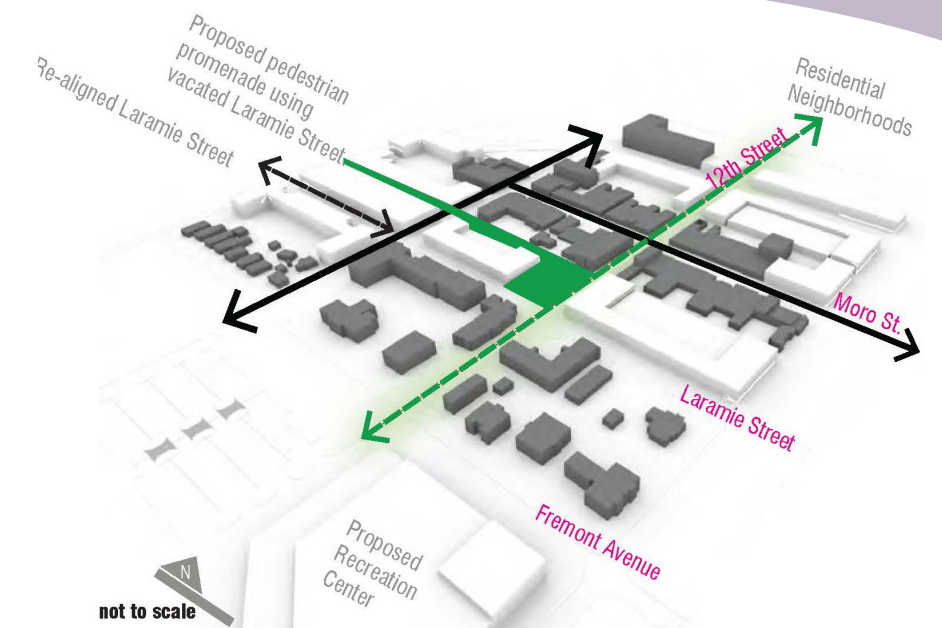 Proposed pedestrian
promenade using
vacated Laramie Street
Re-aligned Laramie Street
Residential
Neighborhoods
12th Street
Moro St.
Laramie Street
Fremont Avenue
Proposed
Recreation
Center
N
not to scale